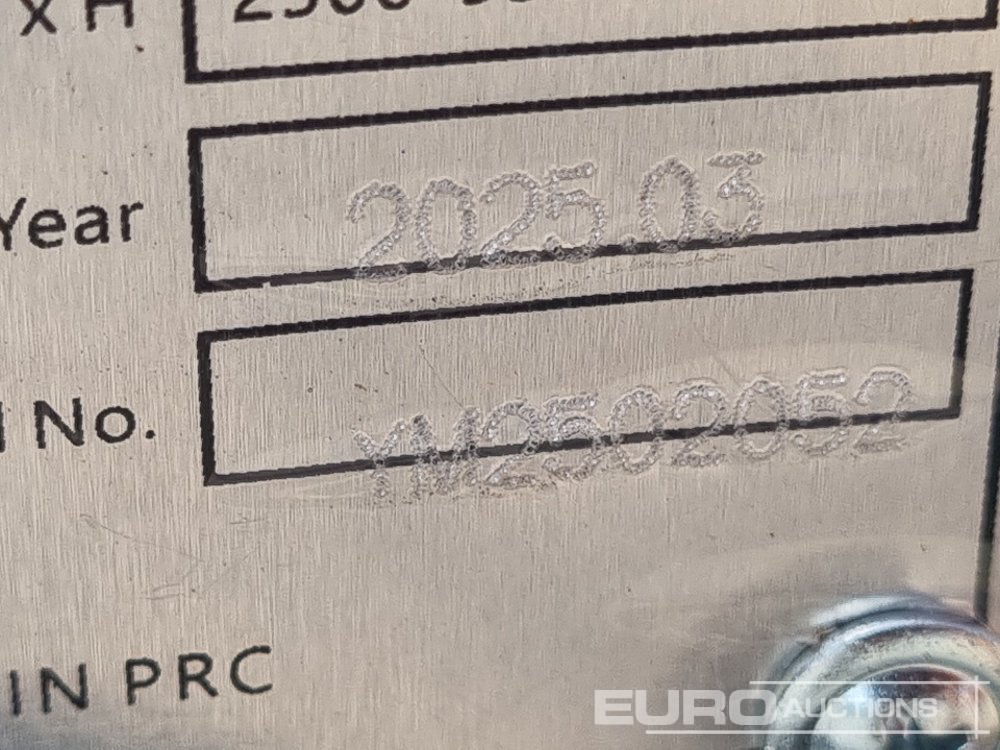 x H
Year 2025.03
No. YM2502052
IN PRC
EURO AUCTIONS